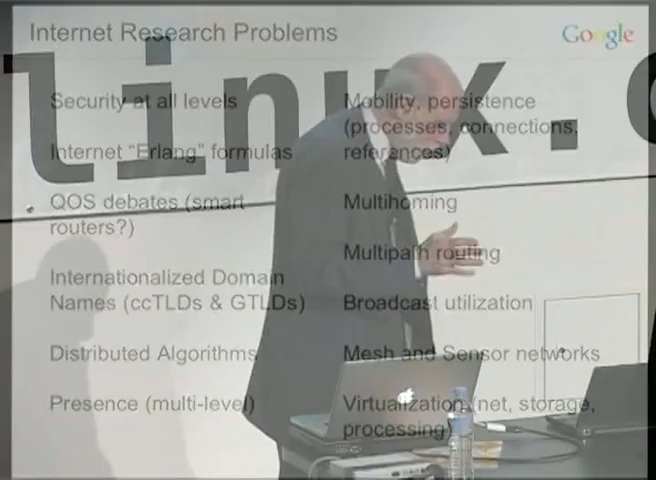 Internet Research Problems
Google
linux.
Security at all levels
Internet "Erlang" formulas
QOS debates (smart
routers?)
Internationalized Domain
Names (ccTLDs & GTLDs)
Distributed Algorithms
Presence (multi-level)
Mobility, persistence
(processes, connections,
references)
Multihoming
Multipath routing
Broadcast utilization
Mesh and Sensor networks
Virtualization (net, storage,
processing)